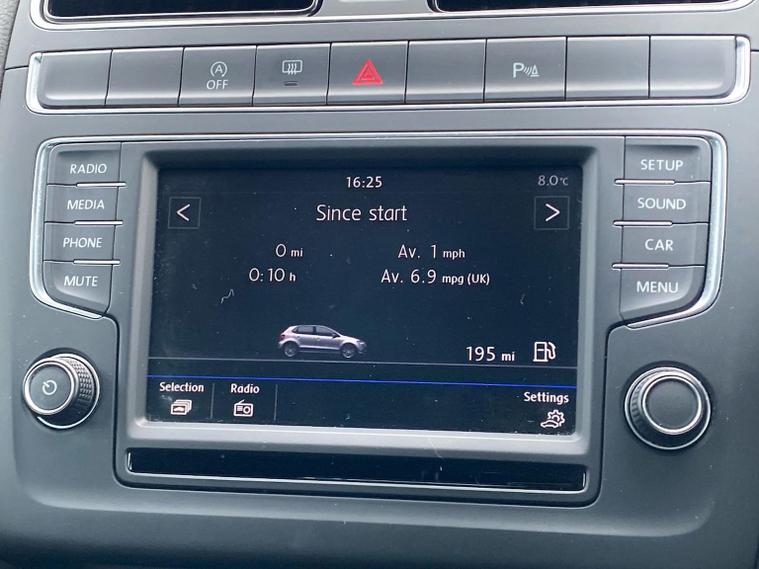 A
OFF
P
RADIO
MEDIA
PHONE
MUTE
16:25
8.0°C
<
Since start
>
0 mi
Av. 1 mph
0:10 h
Av. 6.9 mpg (UK)
195 mi
Selection
Radio
Settings
SETUP
SOUND
CAR
MENU